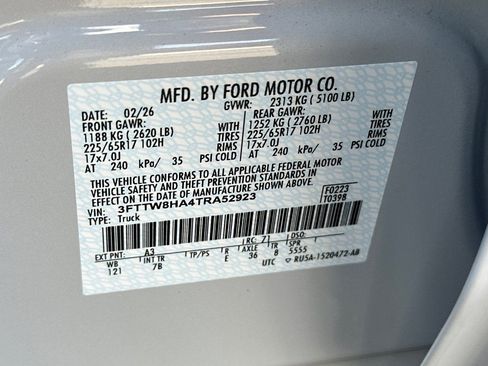 MFD. BY FORD MOTOR CO.
DATE: 02/26 GVWR: 2313 KG ( 5100 LB)
FRONT GAWR: REAR GAWR:
1188 KG ( 2620 LB) WITH 1252 KG ( 2760 LB) WITH
225/65R17 102H TIRES 225/65R17 102H TIRES
17x7.0J RIMS 17x7.0J RIMS
AT 240 kPa/ 35 PSI COLD AT 240 kPa/ 35 PSI COLD
THIS VEHICLE CONFORMS TO ALL APPLICABLE FEDERAL MOTOR
VEHICLE SAFETY AND THEFT PREVENTION STANDARDS IN EFFECT ON THE DATE OF MANUFACTURE SHOWN ABOVE.
VIN: 3FTTW8HA4TRA52923 F0223
TYPE: Truck T0398
EXT PNT: A3 RC: 71 DSO:
WB INT TR TP/PS R AXLE TR SPR
121 7B E 36 8 5555
UTC RUSA-1520472-AB